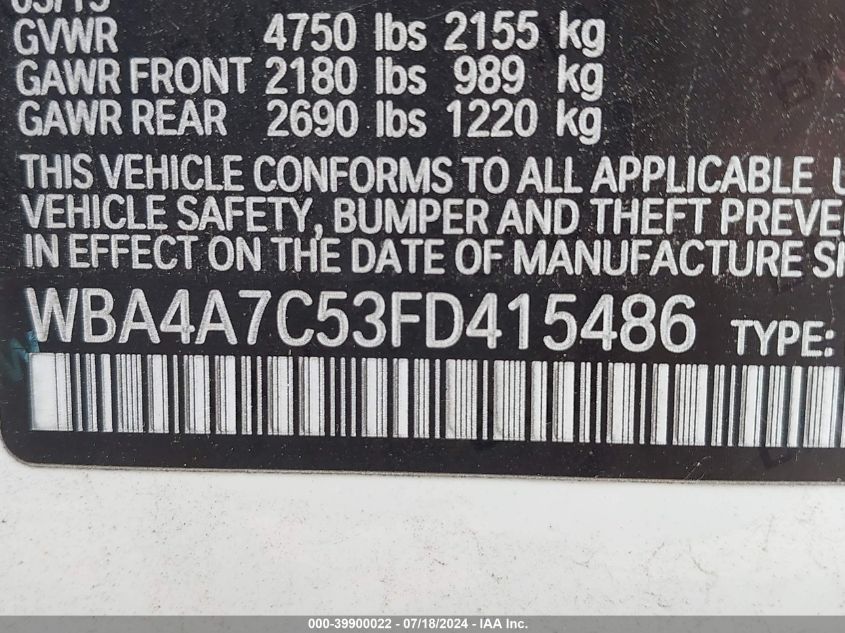 GVWR 4750 lbs 2155 kg
GAWR FRONT 2180 lbs 989 kg
GAWR REAR 2690 lbs 1220 kg
THIS VEHICLE CONFORMS TO ALL APPLICABLE U
VEHICLE SAFETY, BUMPER AND THEFT PREVE
IN EFFECT ON THE DATE OF MANUFACTURE SH
WBA4A7C53FD415486 TYPE:
000-39900022 - 07/18/2024 - IAA Inc.